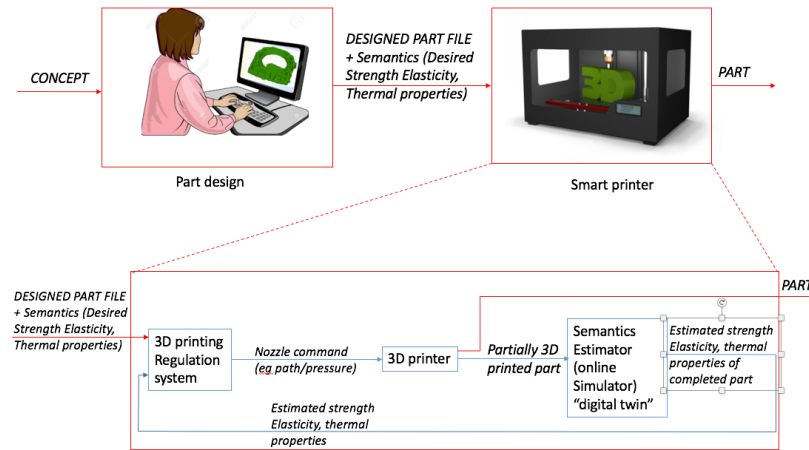 CONCEPT
DESIGNED PART FILE
+ Semantics (Desired
Strength Elasticity,
Thermal properties)
3D
PART
Part design
Smart printer
DESIGNED PART FILE
+ Semantics (Desired
Strength Elasticity,
Thermal properties)
3D printing
Regulation
system
Nozzle command
(eg path/pressure)
3D printer
Partially 3D
printed part
Semantics
Estimator
(online
Simulator)
“digital twin”
Estimated strength
Elasticity, thermal
properties of
completed part
PART
Estimated strength
Elasticity, thermal
properties